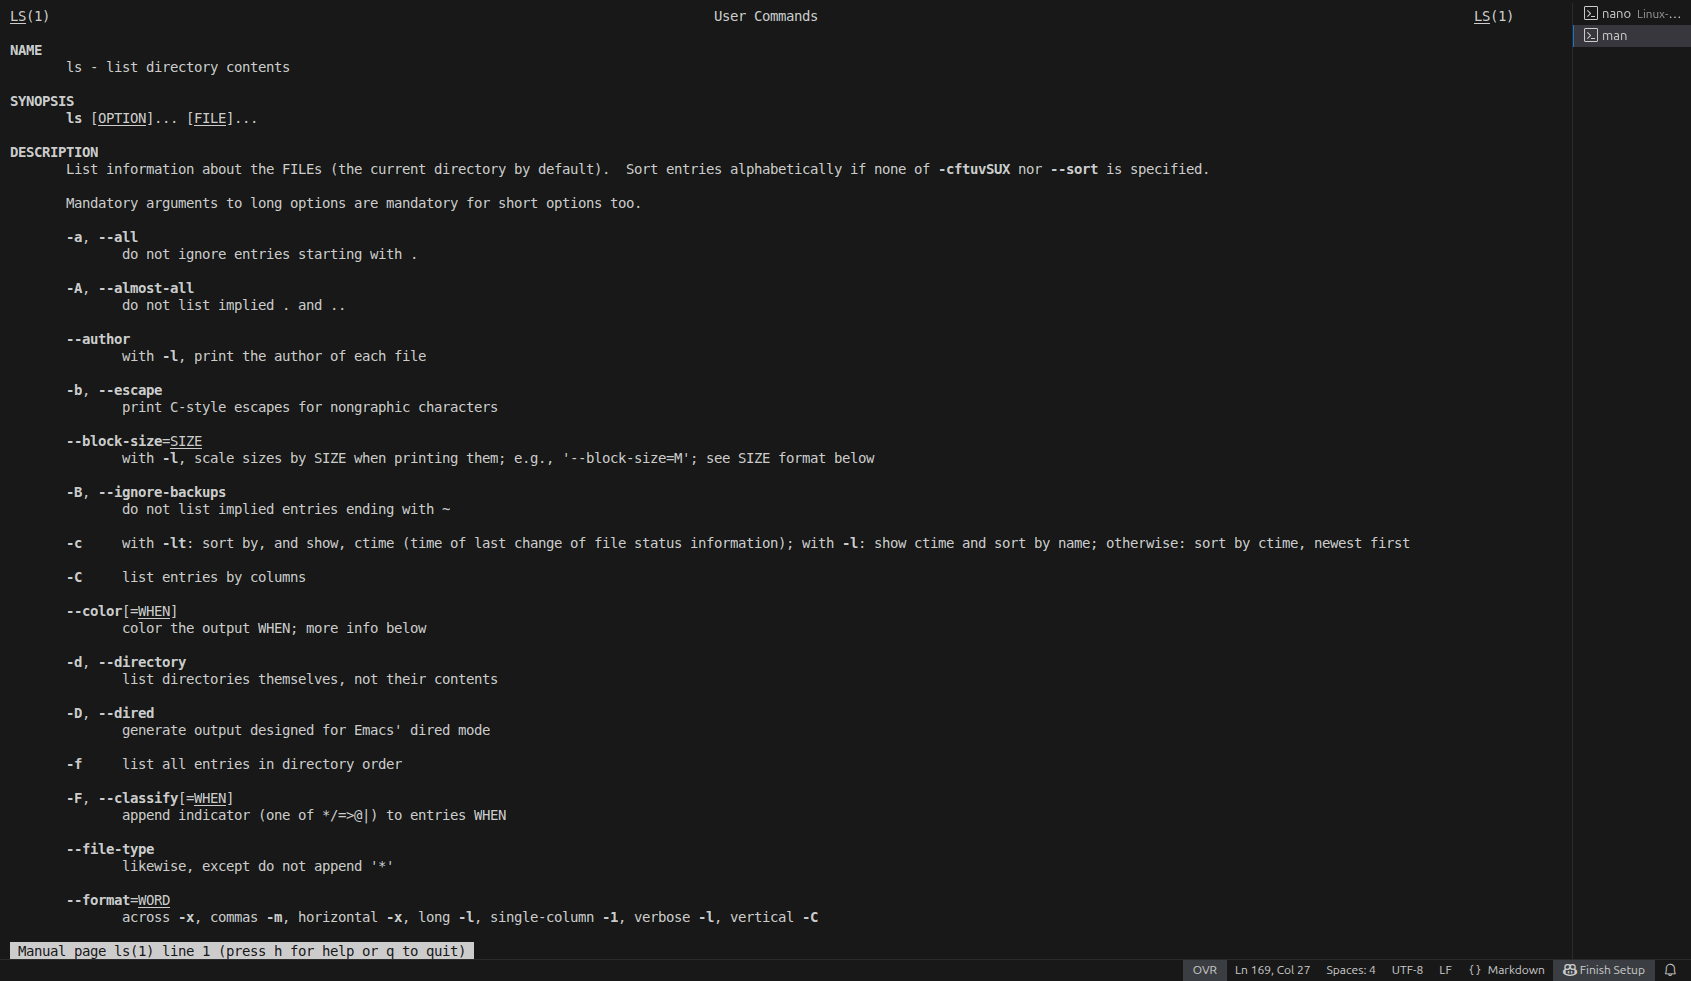 LS(1) User Commands LS(1)
NAME
ls - list directory contents
SYNOPSIS
ls [OPTION]... [FILE]...
DESCRIPTION
List information about the FILEs (the current directory by default).  Sort entries alphabetically if none of -cftuvSUX nor --sort is specified.
Mandatory arguments to long options are mandatory for short options too.
-a, --all
do not ignore entries starting with .
-A, --almost-all
do not list implied . and ..
--author
with -l, print the author of each file
-b, --escape
print C-style escapes for nongraphic characters
--block-size=SIZE
with -l, scale sizes by SIZE when printing them; e.g., '--block-size=M'; see SIZE format below
-B, --ignore-backups
do not list implied entries ending with ~
-c     with -lt: sort by, and show, ctime (time of last change of file status information); with -l: show ctime and sort by name; otherwise: sort by ctime, newest first
-C     list entries by columns
--color[=WHEN]
color the output WHEN; more info below
-d, --directory
list directories themselves, not their contents
-D, --dired
generate output designed for Emacs' dired mode
-f     list all entries in directory order
-F, --classify[=WHEN]
append indicator (one of */=>@|) to entries WHEN
--file-type
likewise, except do not append '*'
--format=WORD
across -x, commas -m, horizontal -x, long -l, single-column -1, verbose -l, vertical -C
Manual page ls(1) line 1 (press h for help or q to quit)
nano Linux-...
man
OVR Ln 169, Col 27 Spaces: 4 UTF-8 LF {} Markdown Finish Setup